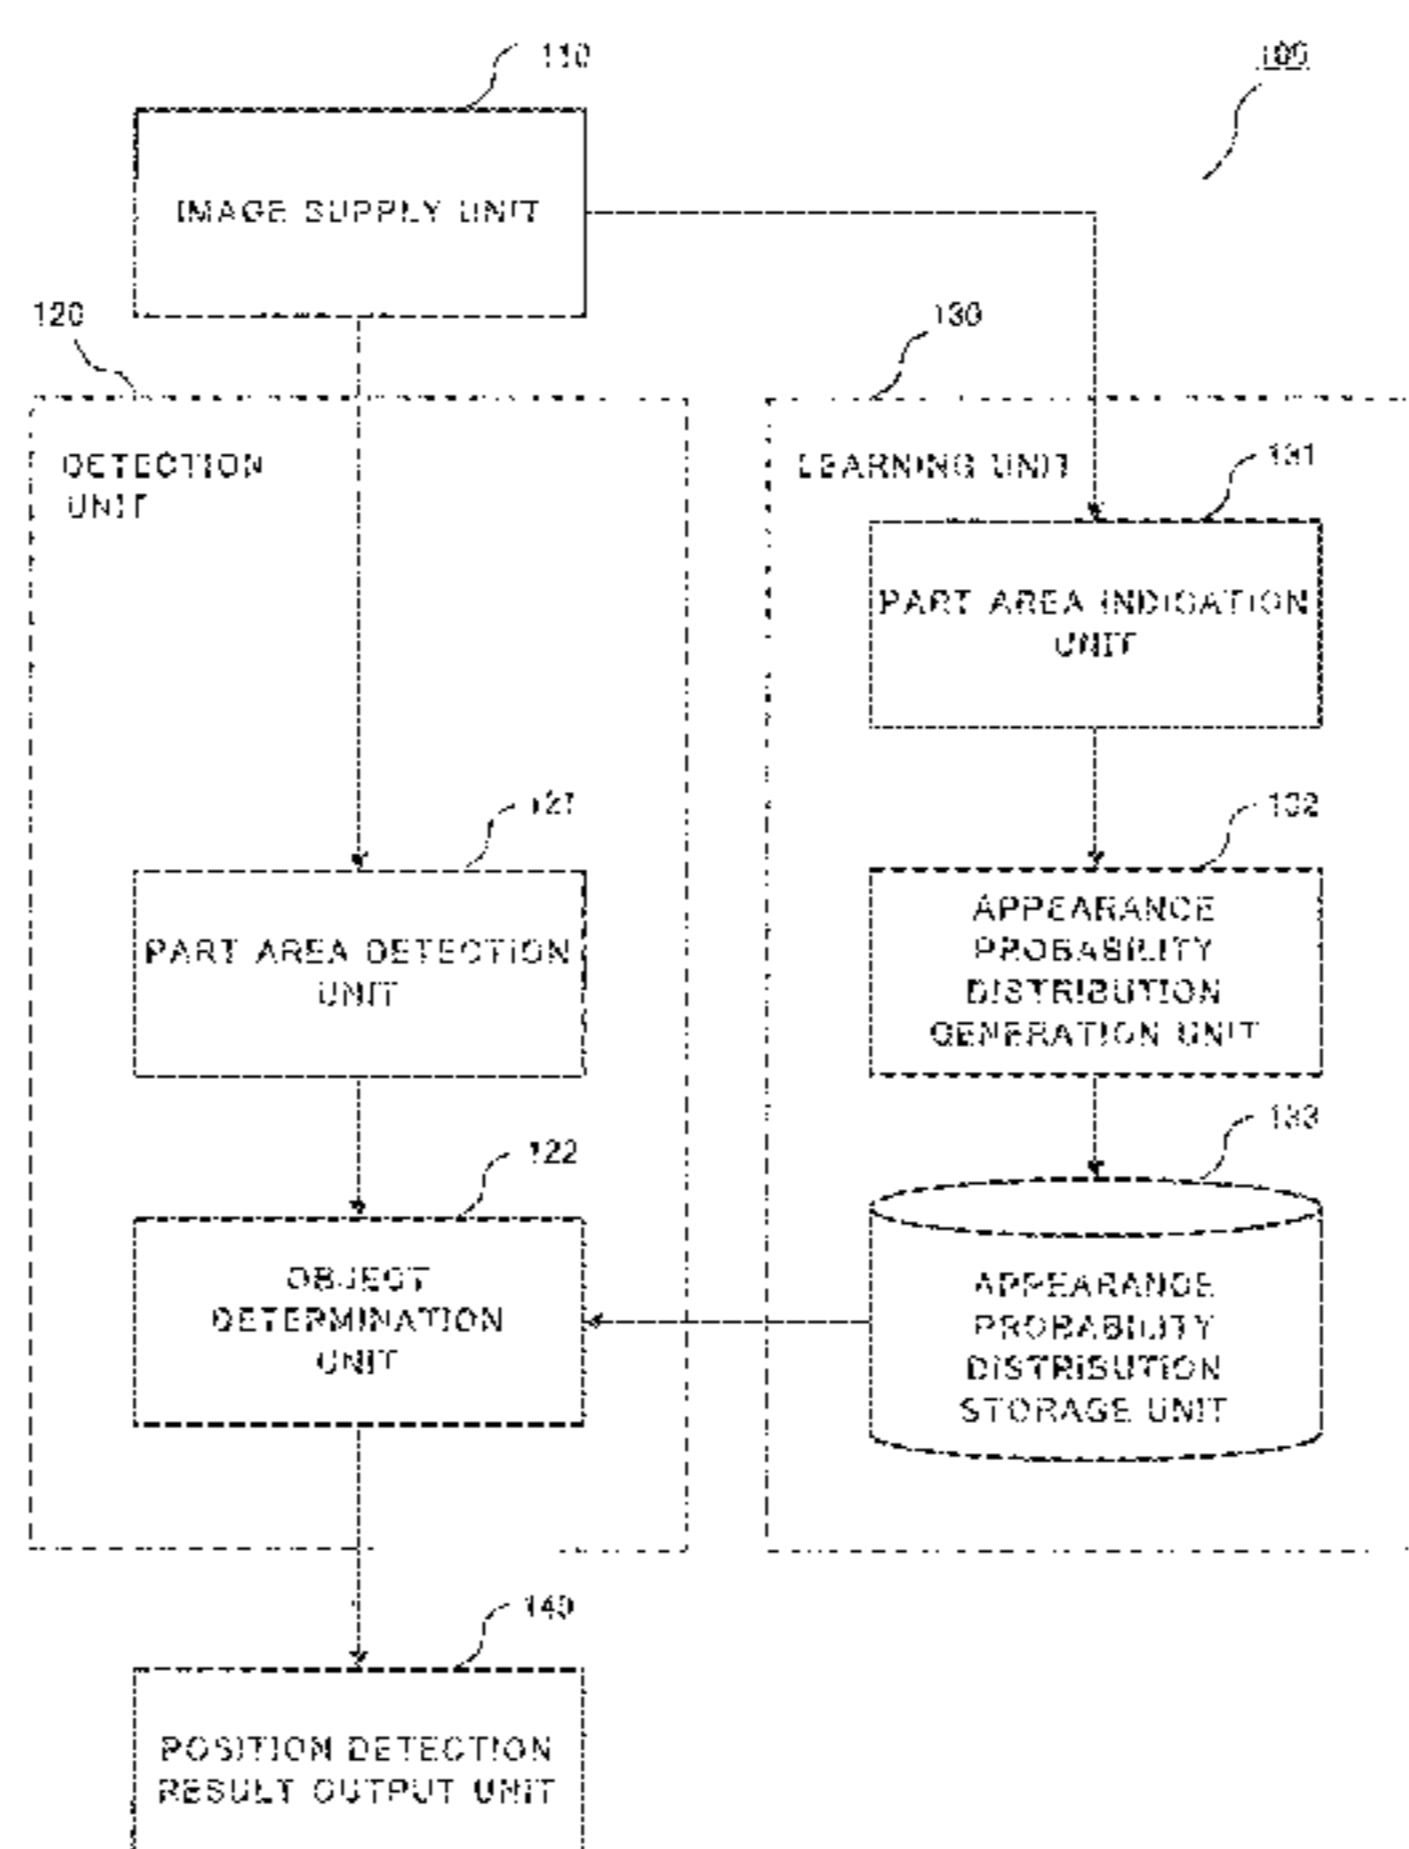 110
100
IMAGE SUPPLY UNIT
120
130
DETECTION
UNIT
LEARNING UNIT
131
PART AREA INDICATION
UNIT
121
132
PART AREA DETECTION
UNIT
APPEARANCE
PROBABILITY
DISTRIBUTION
GENERATION UNIT
122
133
OBJECT
DETERMINATION
UNIT
APPEARANCE
PROBABILITY
DISTRIBUTION
STORAGE UNIT
140
POSITION DETECTION
RESULT OUTPUT UNIT